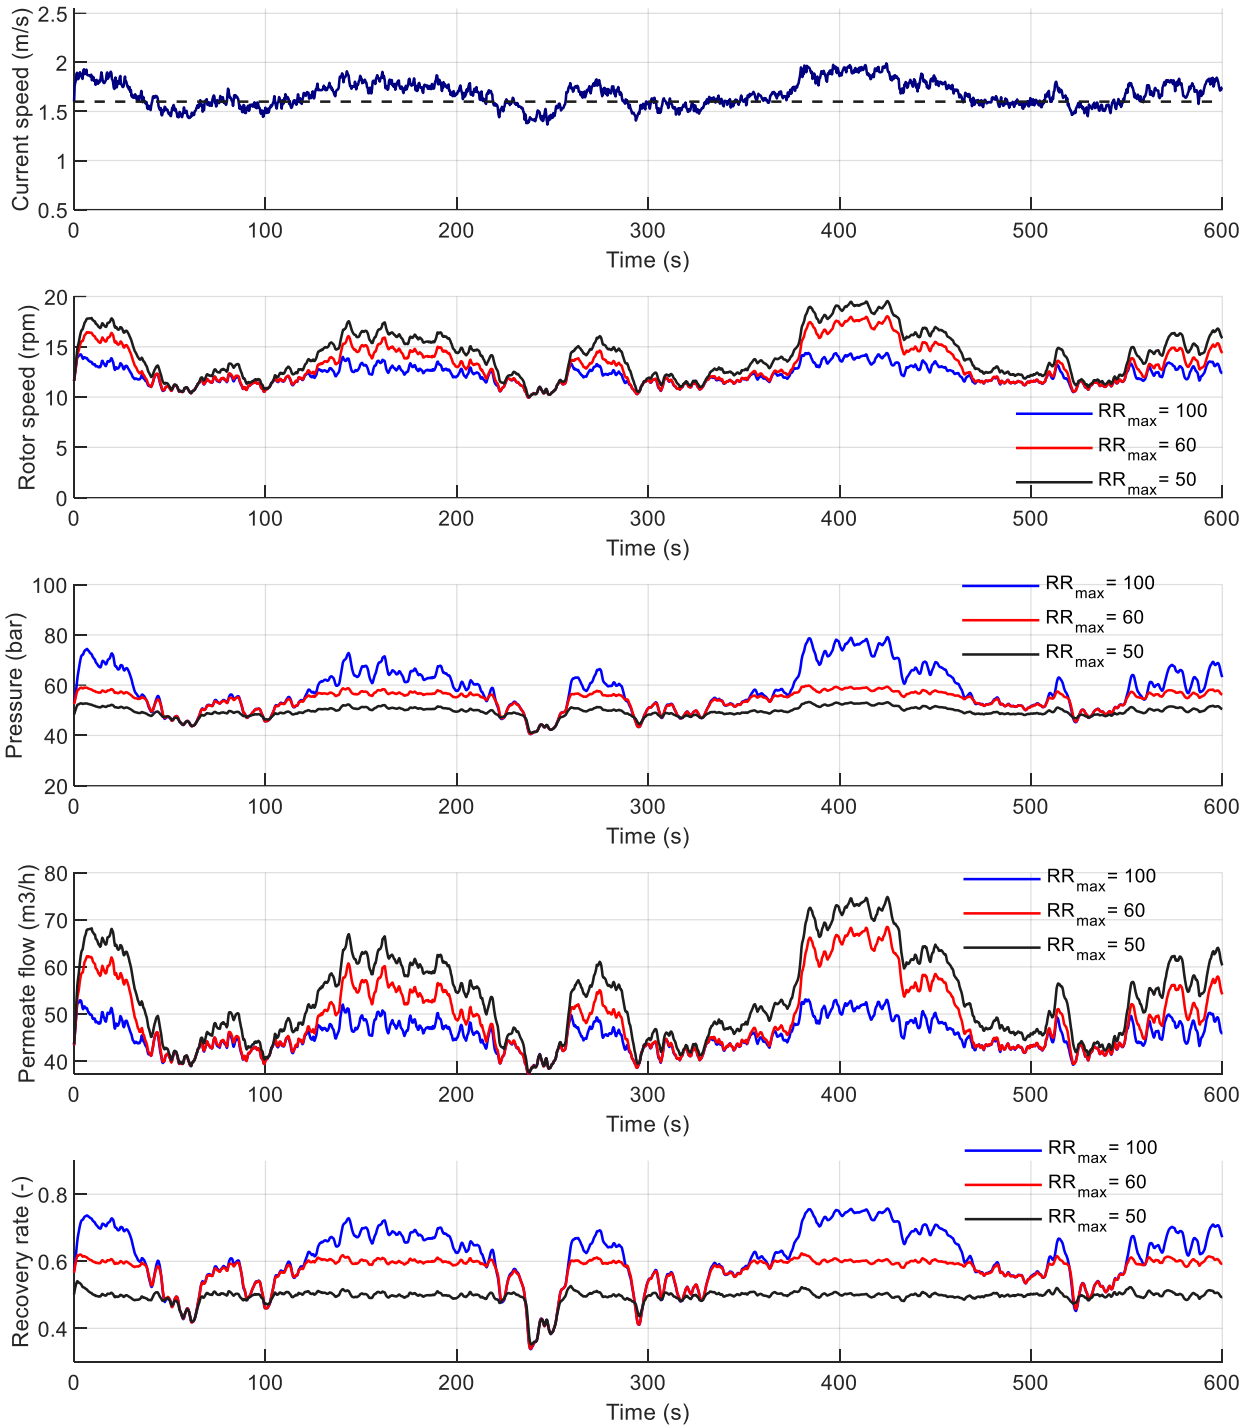 Current speed (m/s)
2.5
2
1.5
1
0.5
0 100 200 300 400 500 600
Time (s)
Rotor speed (rpm)
20
15
10
5
0
RRmax= 100
RRmax= 60
RRmax= 50
0 100 200 300 400 500 600
Time (s)
Pressure (bar)
100
80
60
40
20
RRmax= 100
RRmax= 60
RRmax= 50
0 100 200 300 400 500 600
Time (s)
Permeate flow (m3/h)
80
70
60
50
40
RRmax= 100
RRmax= 60
RRmax= 50
0 100 200 300 400 500 600
Time (s)
Recovery rate (-)
0.8
0.6
0.4
RRmax= 100
RRmax= 60
RRmax= 50
0 100 200 300 400 500 600
Time (s)